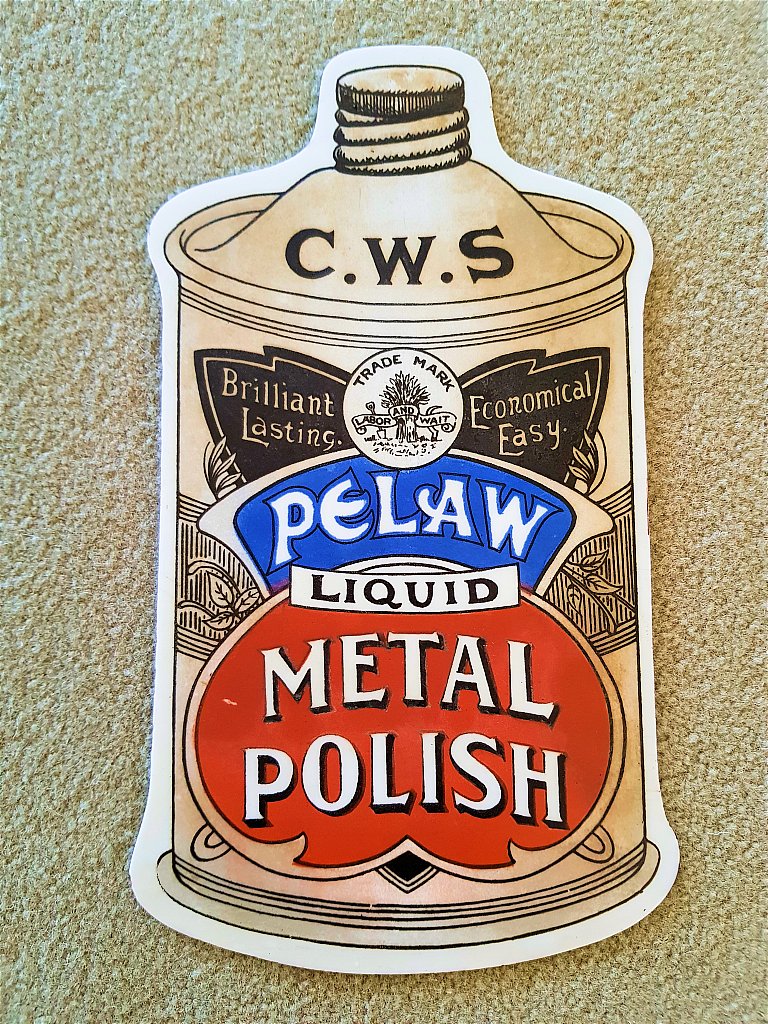 C.W.S
TRADE MARK
LABOR AND WAIT
Brilliant
Lasting.
Economical
Easy.
PELAW
LIQUID
METAL
POLISH